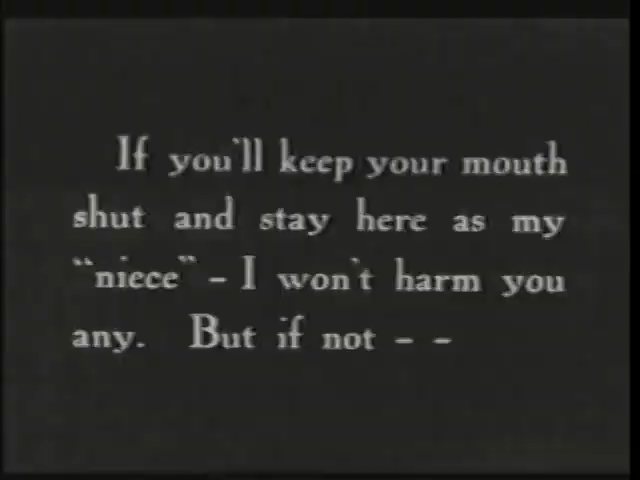 If you'll keep your mouth
shut and stay here as my
“niece” - I won't harm you
any. But if not - -